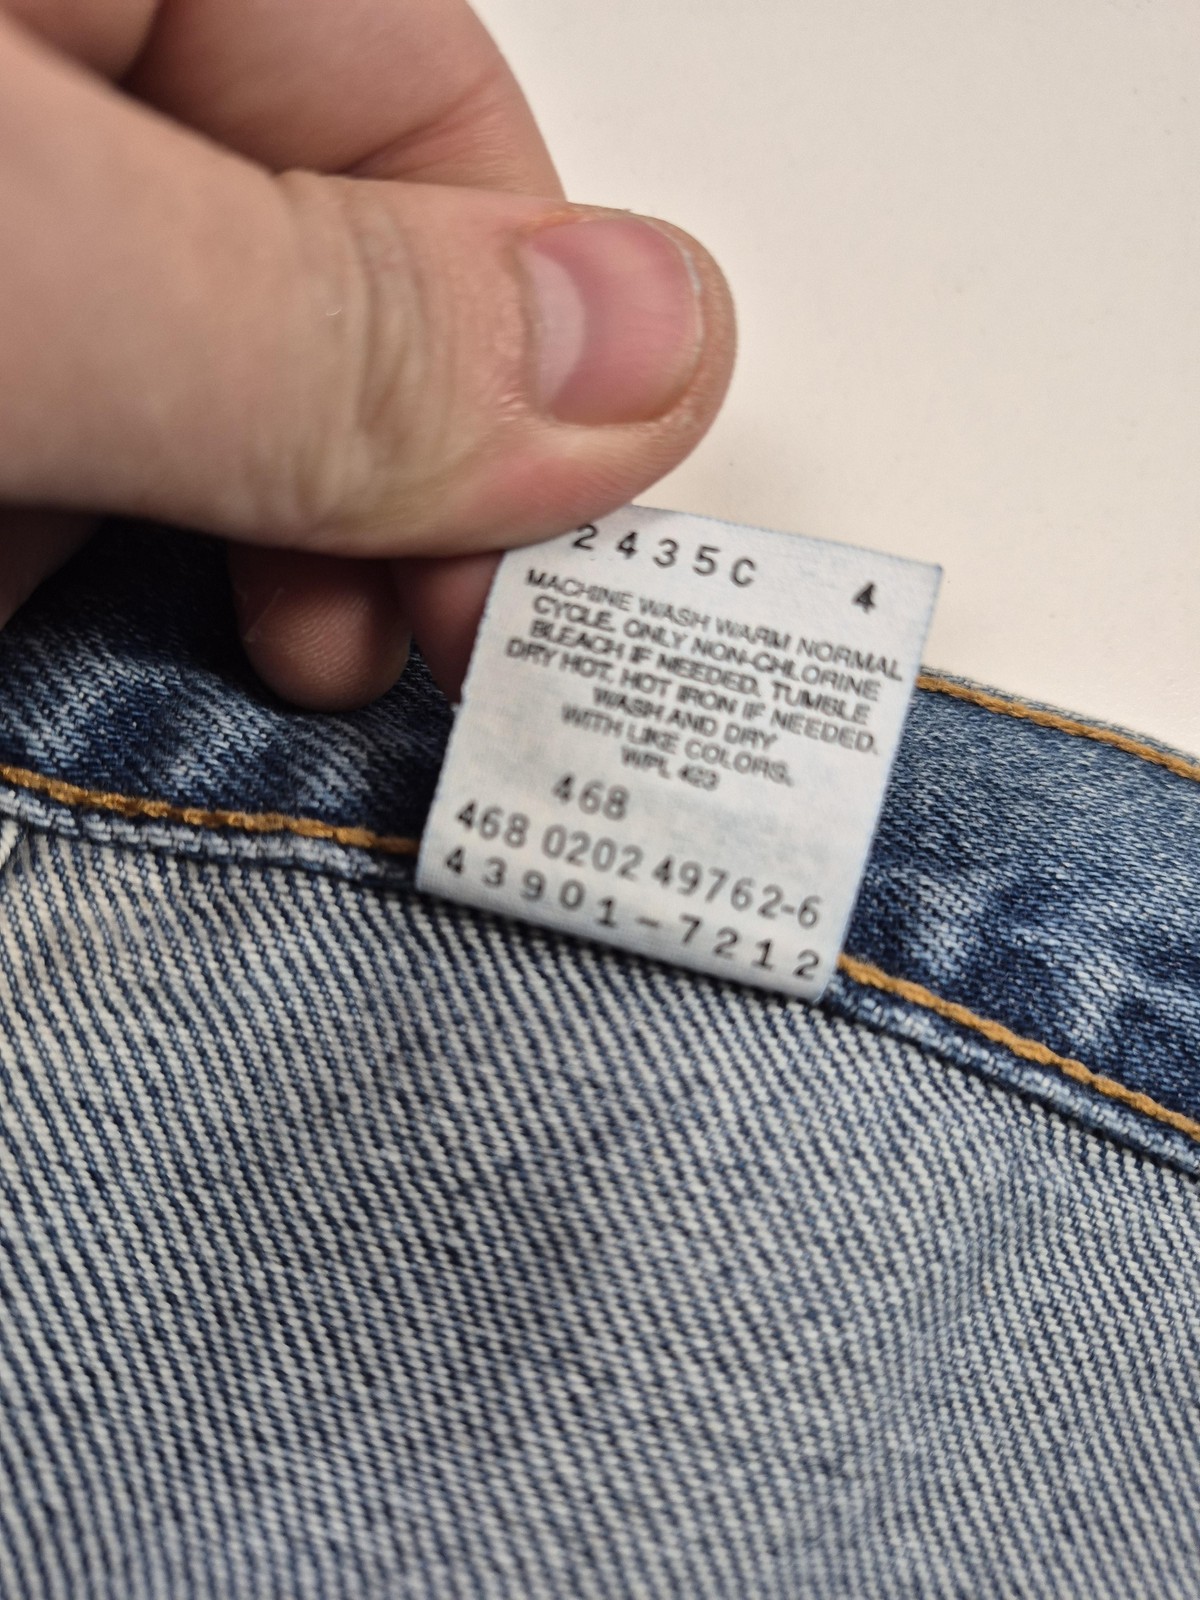 2435C 4
MACHINE WASH WARM NORMAL
CYCLE. ONLY NON-CHLORINE
BLEACH IF NEEDED. TUMBLE
DRY HOT. HOT IRON IF NEEDED.
WASH AND DRY
WITH LIKE COLORS.
WPL 423
468
468 0202 49762-6
43901-7212